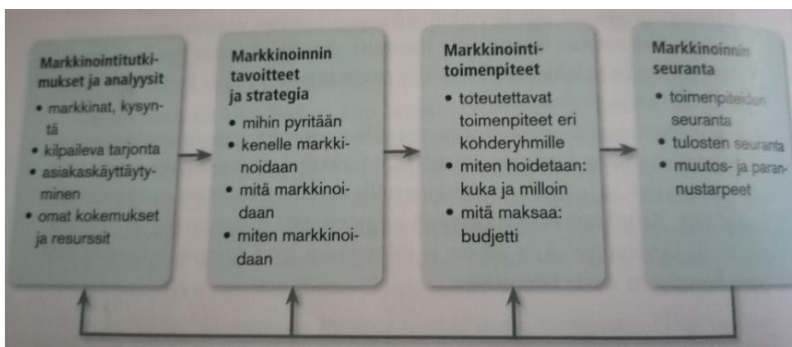 Markkinointitutki-
mukset ja analyysit
• markkinat, kysyn-
tä
• kilpaileva tarjonta
• asiakaskäyttäyty-
minen
• omat kokemukset
ja resurssit
Markkinoinnin
tavoitteet
ja strategia
• mihin pyritään
• kenelle markki-
noidaan
• mitä markkinoi-
daan
• miten markkinoi-
daan
Markkinointi-
toimenpiteet
• toteutettavat
toimenpiteet eri
kohderyhmille
• miten hoidetaan:
kuka ja milloin
• mitä maksaa:
budjetti
Markkinoinnin
seuranta
• toimenpiteiden
seuranta
• tulosten seuranta
• muutos- ja paran-
nustarpeet